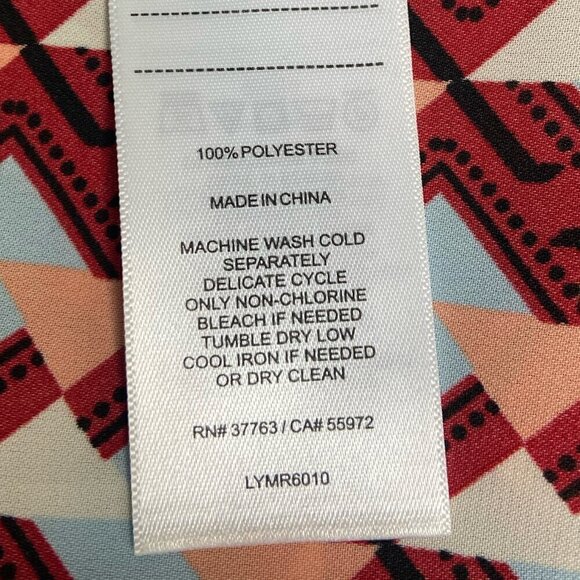 100% POLYESTER
MADE IN CHINA
MACHINE WASH COLD
SEPARATELY
DELICATE CYCLE
ONLY NON-CHLORINE
BLEACH IF NEEDED
TUMBLE DRY LOW
COOL IRON IF NEEDED
OR DRY CLEAN
RN# 37763 / CA# 55972
LYMR6010